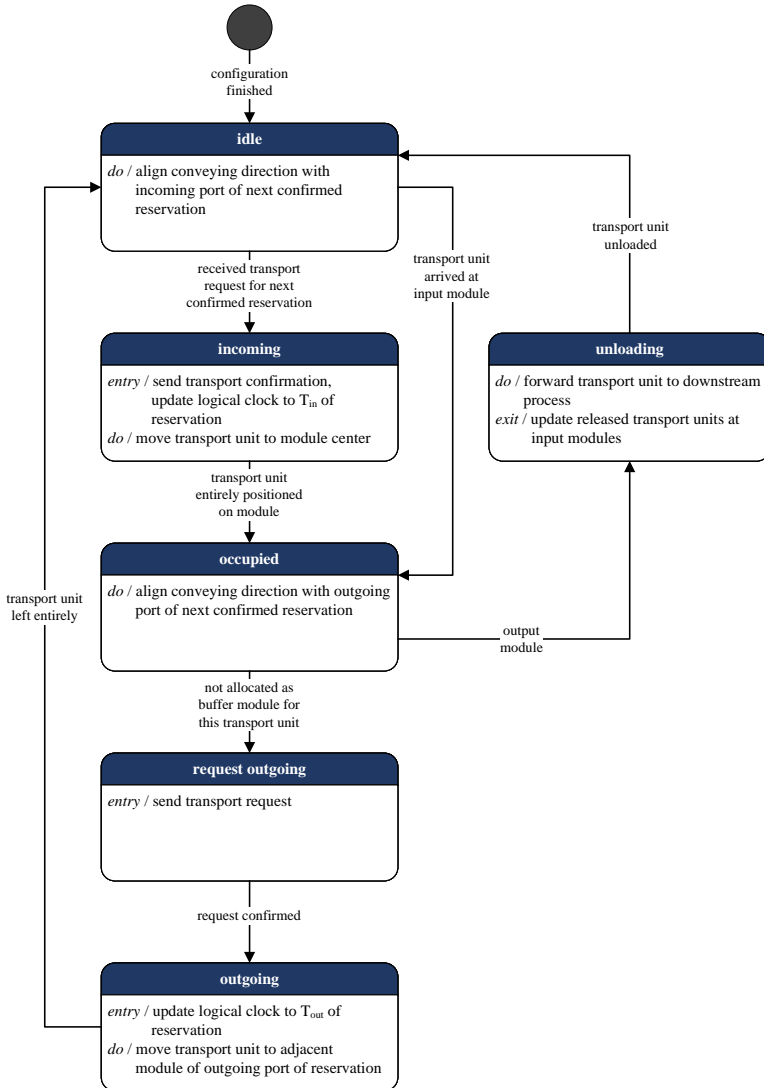 configuration
finished
idle
do / align conveying direction with
incoming port of next confirmed
reservation
transport unit
unloaded
transport unit
arrived at
input module
received transport
request for next
confirmed reservation
incoming
entry / send transport confirmation,
update logical clock to Tin of
reservation
do / move transport unit to module center
unloading
do / forward transport unit to downstream
process
exit / update released transport units at
input modules
transport unit
entirely positioned
on module
occupied
do / align conveying direction with outgoing
port of next confirmed reservation
transport unit
left entirely
output
module
not allocated as
buffer module for
this transport unit
request outgoing
entry / send transport request
request confirmed
outgoing
entry / update logical clock to Tout of
reservation
do / move transport unit to adjacent
module of outgoing port of reservation